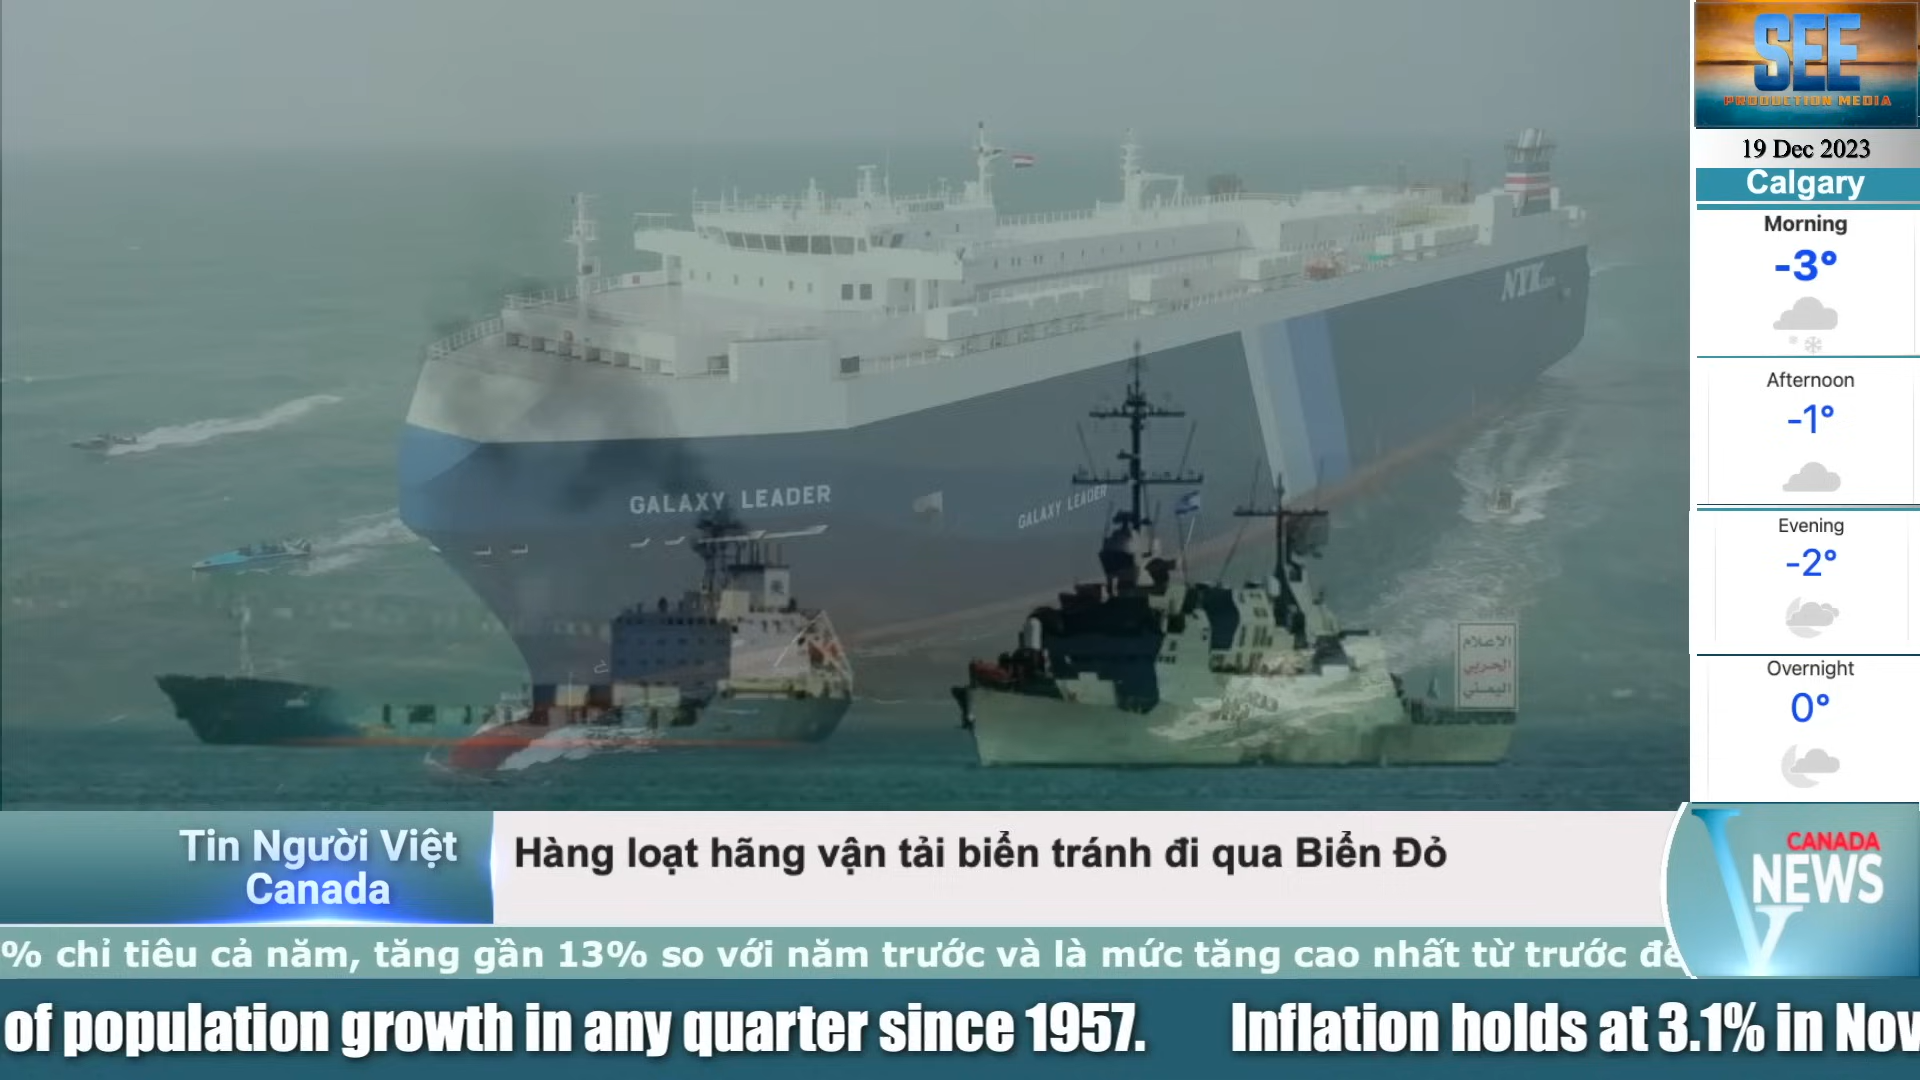 SEE
PRODUCTION MEDIA
19 Dec 2023
Calgary
Morning
-3°
Afternoon
-1°
Evening
-2°
Overnight
0°
NYK
GALAXY LEADER
GALAXY LEADER
الاعلام
الحربي
اليمني
Tin Người Việt
Canada
Hàng loạt hãng vận tải biển tránh đi qua Biển Đỏ
CANADA
V NEWS
% chỉ tiêu cả năm, tăng gần 13% so với năm trước và là mức tăng cao nhất từ trước đế
of population growth in any quarter since 1957. Inflation holds at 3.1% in Nov